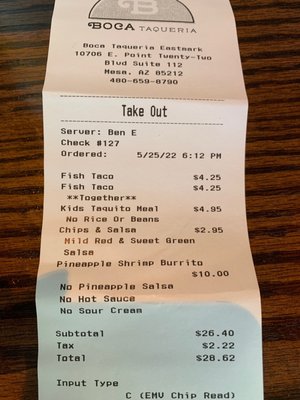 B
BOCA TAQUERIA
Boca Taqueria Eastmark
10706 E. Point Twenty-Two
Blvd Suite 112
Mesa, AZ 85212
480-659-8790
Take Out
Server: Ben E
Check #127
Ordered: 5/25/22 6:12 PM
Fish Taco $4.25
Fish Taco $4.25
**Together**
Kids Taquito Meal $4.95
No Rice Or Beans
Chips & Salsa $2.95
Mild Red & Sweet Green
Salsa
Pineapple Shrimp Burrito
$10.00
No Pineapple Salsa
No Hot Sauce
No Sour Cream
Subtotal $26.40
Tax $2.22
Total $28.62
Input Type
C (EMV Chip Read)